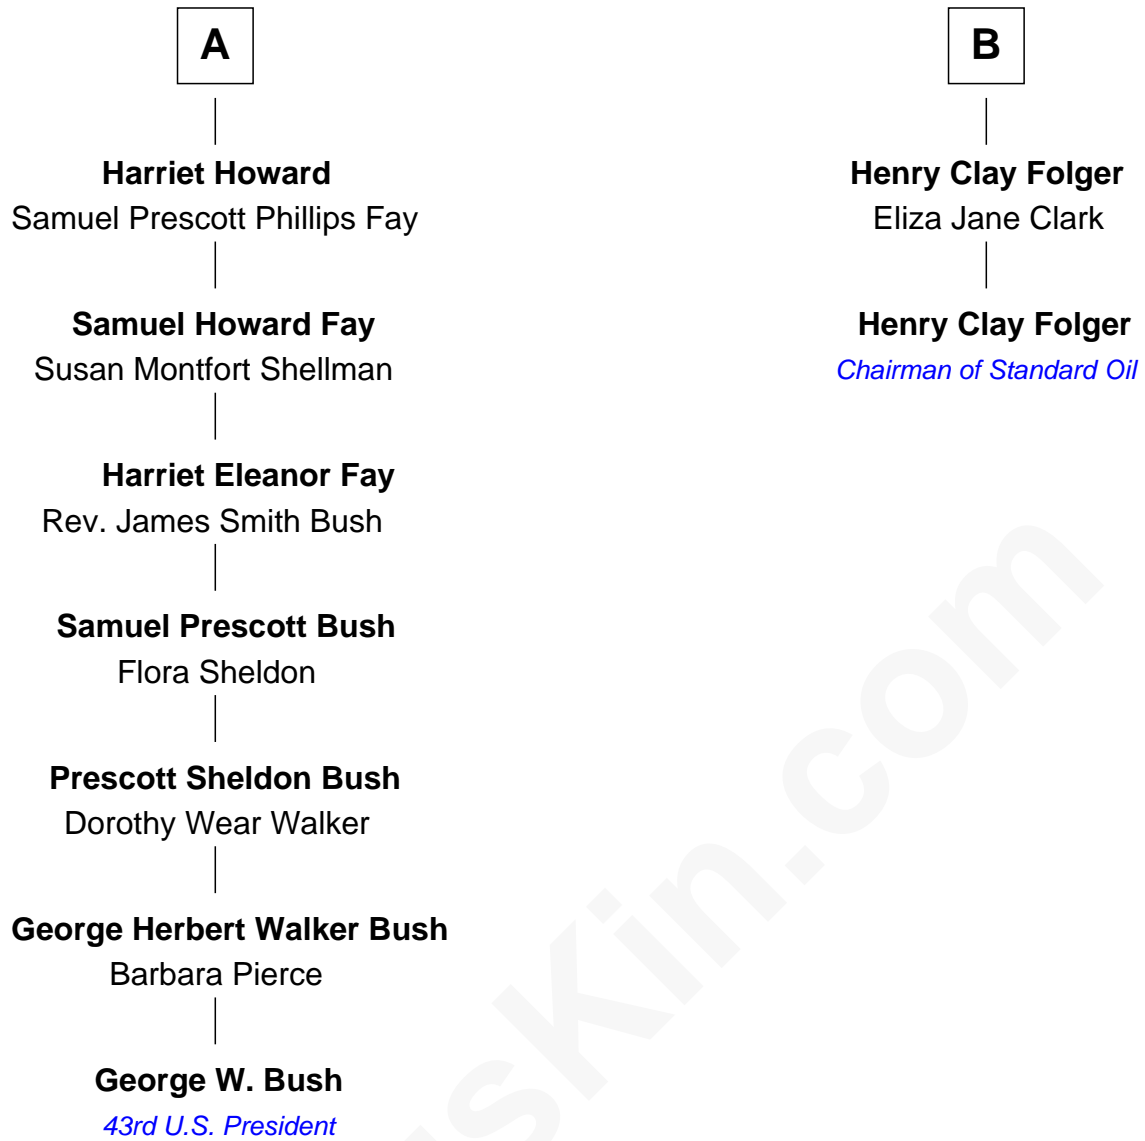 A
Harriet Howard
Samuel Prescott Phillips Fay
Samuel Howard Fay
Susan Montfort Shellman
Harriet Eleanor Fay
Rev. James Smith Bush
Samuel Prescott Bush
Flora Sheldon
Prescott Sheldon Bush
Dorothy Wear Walker
George Herbert Walker Bush
Barbara Pierce
George W. Bush
43rd U.S. President
B
Henry Clay Folger
Eliza Jane Clark
Henry Clay Folger
Chairman of Standard Oil
usKin.com